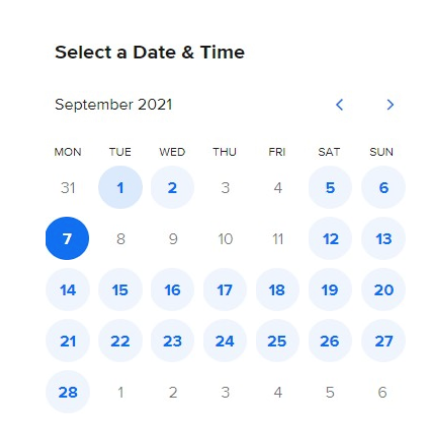 Select a Date & Time
September 2021
MON TUE WED THU FRI SAT SUN
31 1 2 3 4 5 6
7 8 9 10 11 12 13
14 15 16 17 18 19 20
21 22 23 24 25 26 27
28 1 2 3 4 5 6